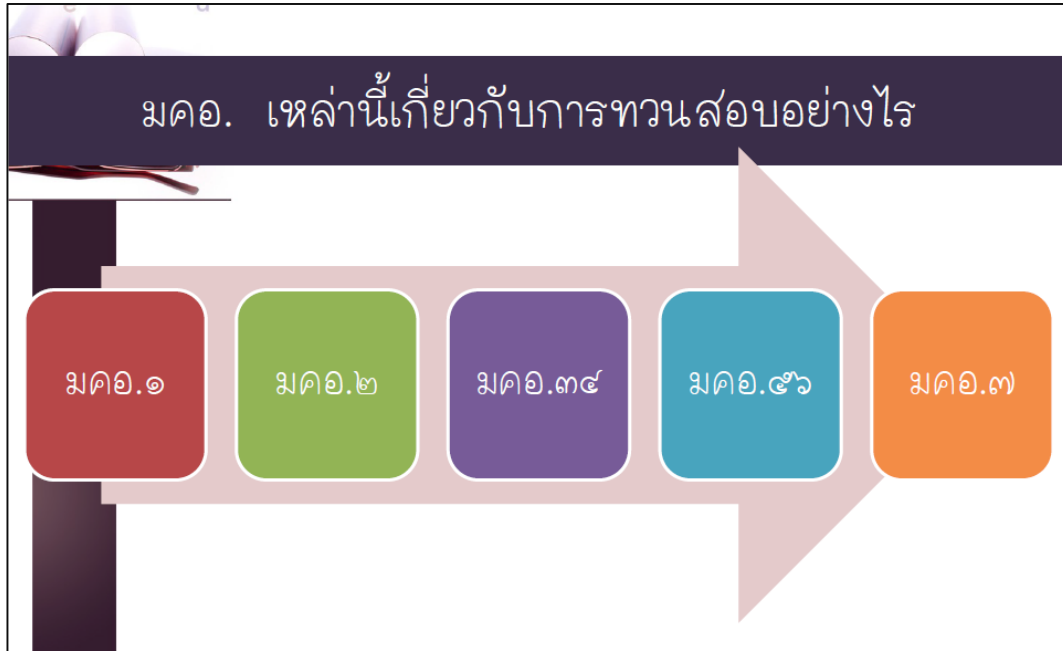 มคอ. เหล่านี้เกี่ยวกับการทวนสอบอย่างไร
มคอ.๑
มคอ.๒
มคอ.๓๔
มคอ.๕๖
มคอ.๗